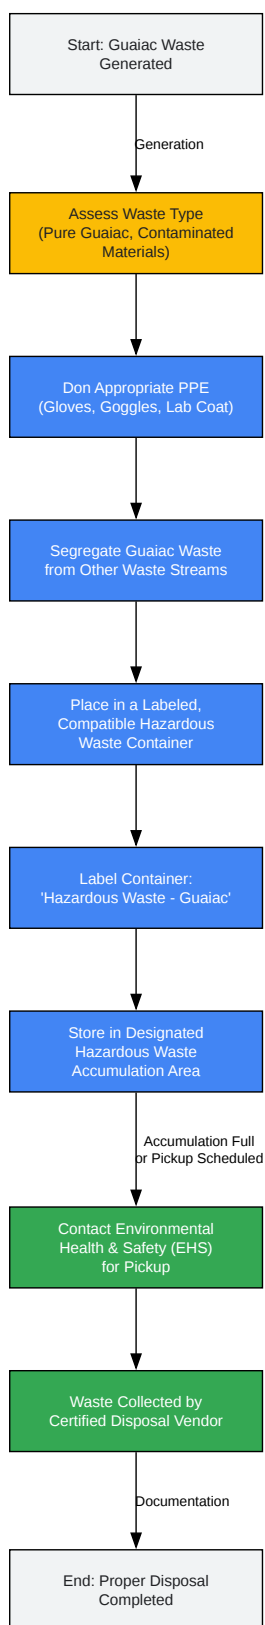 Start: Guaiac Waste
Generated
Generation
Assess Waste Type
(Pure Guaiac, Contaminated
Materials)
Don Appropriate PPE
(Gloves, Goggles, Lab Coat)
Segregate Guaiac Waste
from Other Waste Streams
Place in a Labeled,
Compatible Hazardous
Waste Container
Label Container:
'Hazardous Waste - Guaiac'
Store in Designated
Hazardous Waste
Accumulation Area
Accumulation Full
or Pickup Scheduled
Contact Environmental
Health & Safety (EHS)
for Pickup
Waste Collected by
Certified Disposal Vendor
Documentation
End: Proper Disposal
Completed